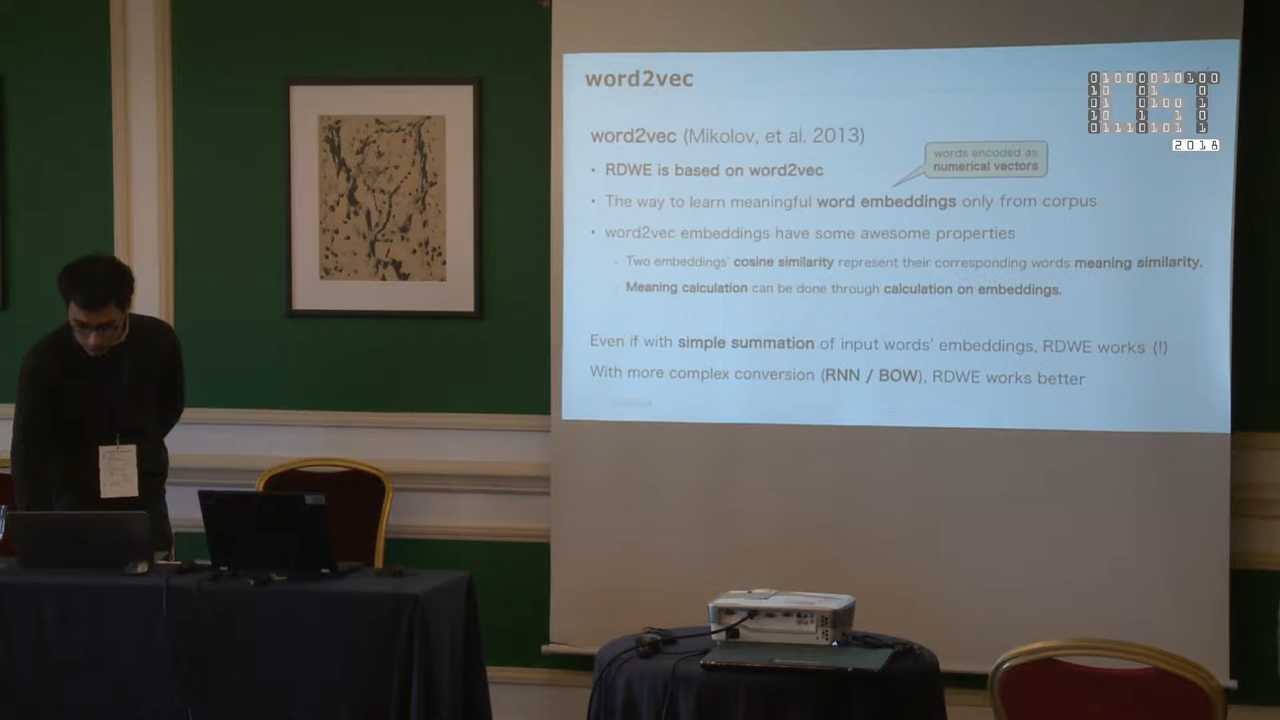 word2vec
word2vec (Mikolov, et al. 2013)
words encoded as
numerical vectors
· RDWE is based on word2vec
· The way to learn meaningful word embeddings only from corpus
· word2vec embeddings have some awesome properties
- Two embeddings' cosine similarity represent their corresponding words meaning similarity.
- Meaning calculation can be done through calculation on embeddings.
Even if with simple summation of input words' embeddings, RDWE works (!)
With more complex conversion (RNN / BOW), RDWE works better
2018